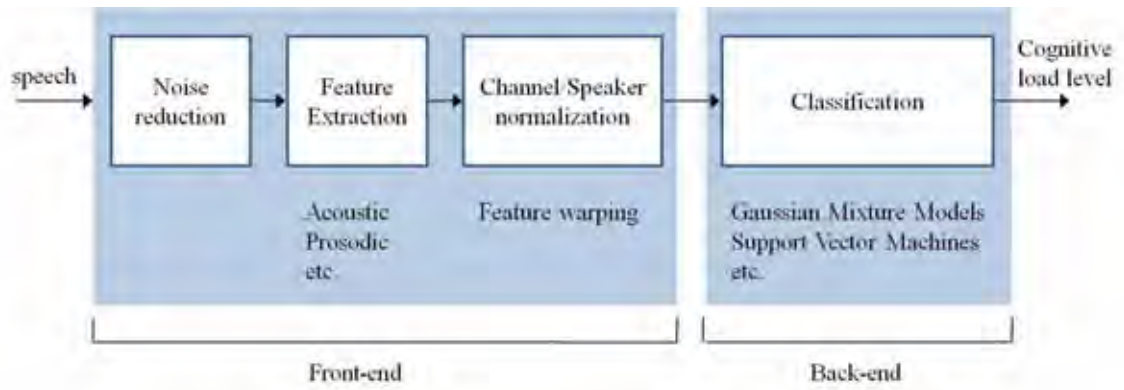 speech
Noise
reduction
Feature
Extraction
Channel/Speaker
normalization
Classification
Cognitive
load level
Acoustic
Prosodic
etc.
Feature warping
Gaussian Mixture Models
Support Vector Machines
etc.
Front-end
Back-end